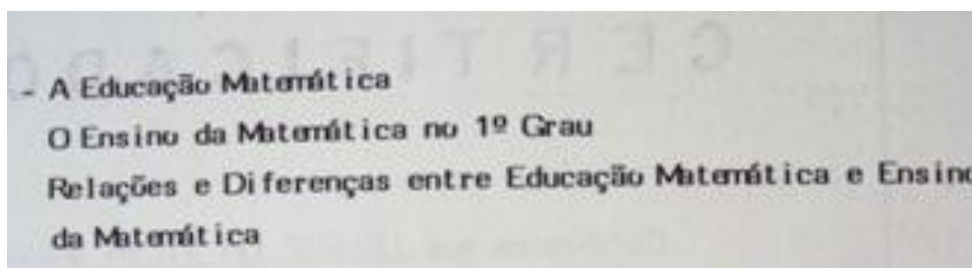 - A Educação Matemática
O Ensino da Matemática no 1º Grau
Relações e Diferenças entre Educação Matemática e Ensino
da Matemática